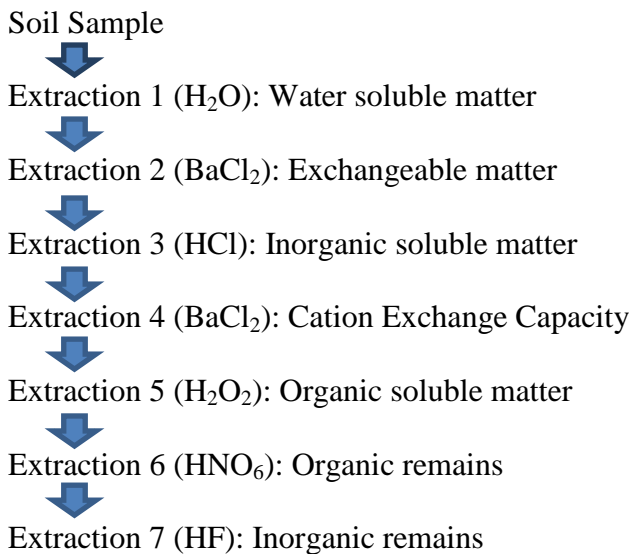 Soil Sample
Extraction 1 (H₂O): Water soluble matter
Extraction 2 (BaCl₂): Exchangeable matter
Extraction 3 (HCl): Inorganic soluble matter
Extraction 4 (BaCl₂): Cation Exchange Capacity
Extraction 5 (H₂O₂): Organic soluble matter
Extraction 6 (HNO₆): Organic remains
Extraction 7 (HF): Inorganic remains